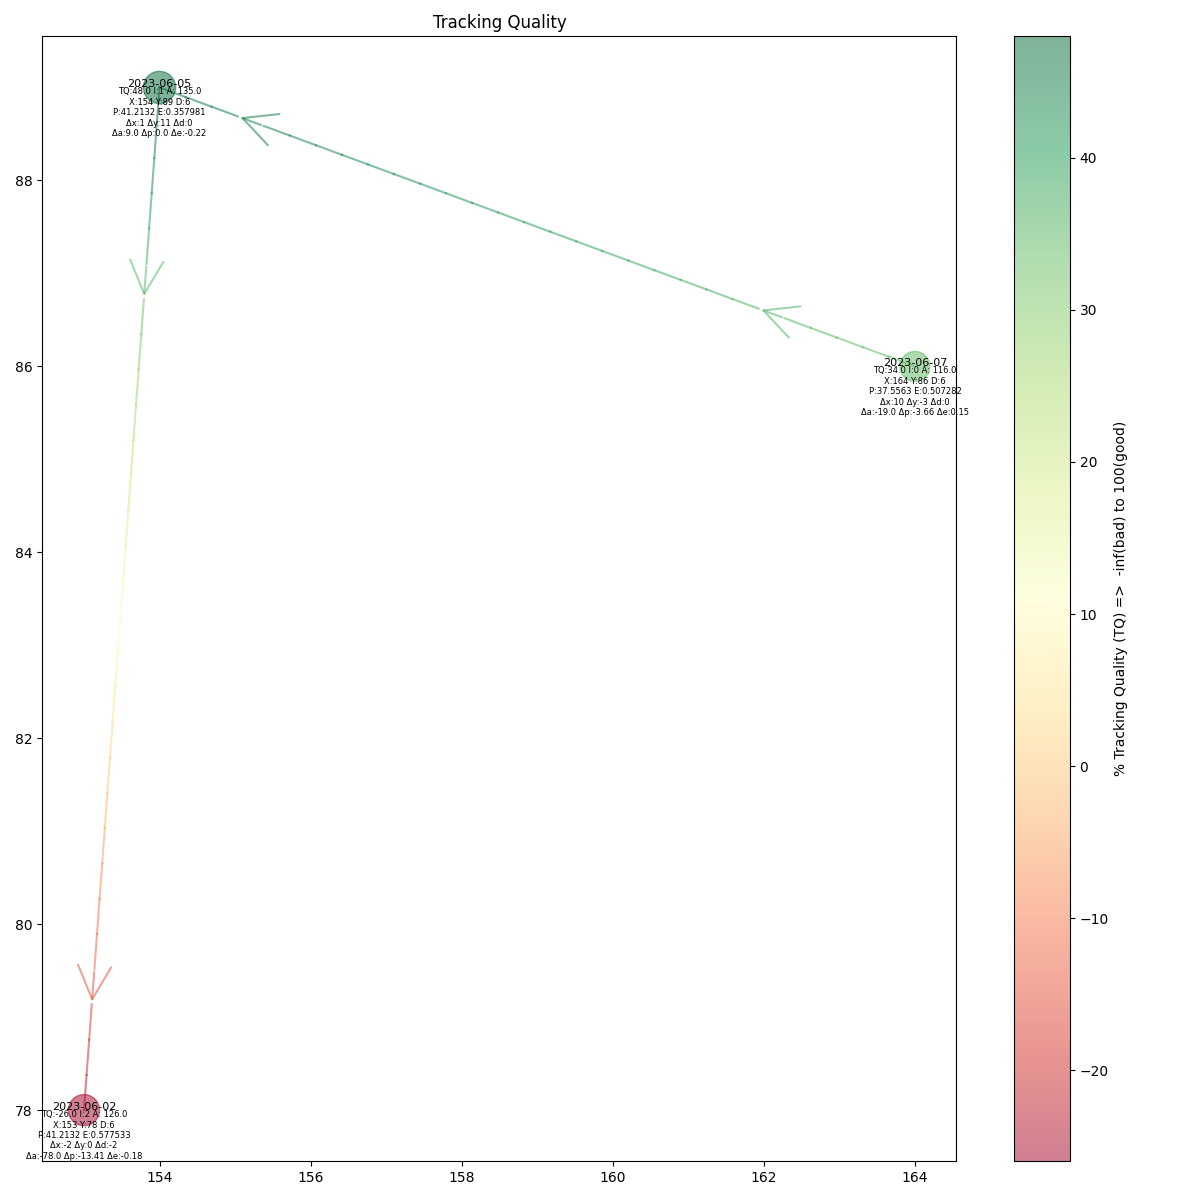 Tracking Quality
2023-06-05
TQ:48.0 I:1 A: 135.0
X:154 Y:89 D:6
P:41.2132 E:0.357981
Δx:1 Δy:11 Δd:0
Δa:9.0 Δp:0.0 Δe:-0.22
2023-06-07
TQ:34.0 I:0 A: 116.0
X:164 Y:86 D:6
P:37.5563 E:0.507282
Δx:10 Δy:-3 Δd:0
Δa:-19.0 Δp:-3.66 Δe:0.15
2023-06-02
TQ:-26.0 I:2 A: 126.0
X:153 Y:78 D:6
P:41.2132 E:0.577533
Δx:-2 Δy:0 Δd:-2
Δa:-78.0 Δp:-13.41 Δe:-0.18
88
86
84
82
80
78
154
156
158
160
162
164
40
30
20
10
0
−10
−20
% Tracking Quality (TQ) => -inf(bad) to 100(good)